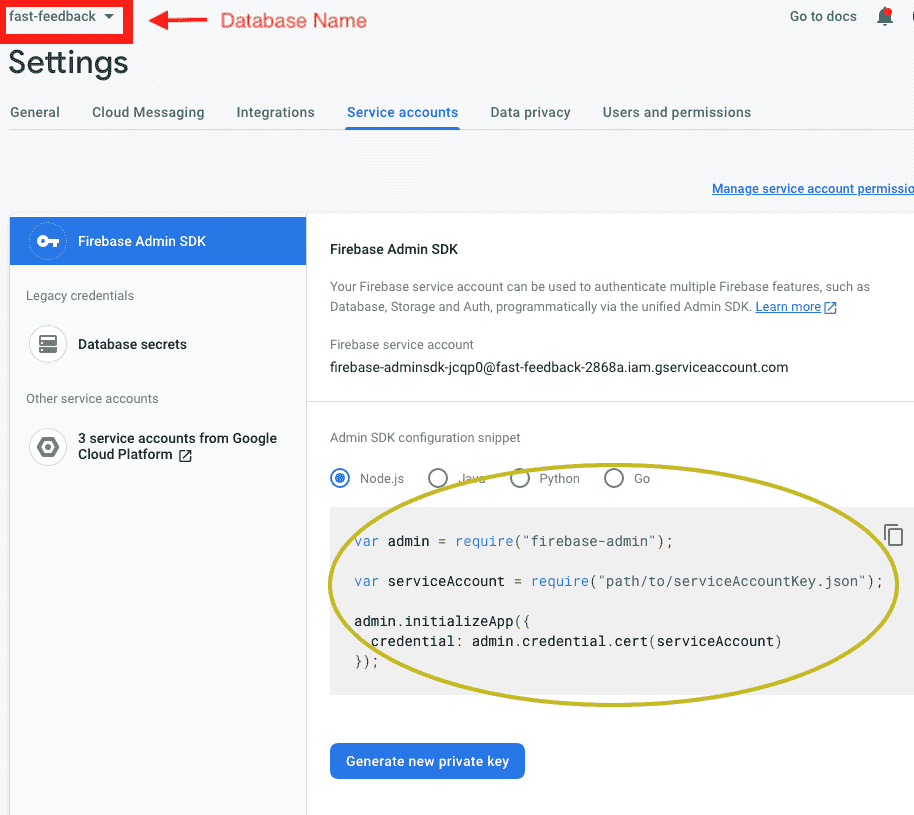 fast-feedback
Database Name
Go to docs
Settings
General Cloud Messaging Integrations Service accounts Data privacy Users and permissions
Manage service account permissio
Firebase Admin SDK
Legacy credentials
Database secrets
Other service accounts
3 service accounts from Google
Cloud Platform
Firebase Admin SDK
Your Firebase service account can be used to authenticate multiple Firebase features, such as
Database, Storage and Auth, programmatically via the unified Admin SDK. Learn more
Firebase service account
firebase-adminsdk-jcqp0@fast-feedback-2868a.iam.gserviceaccount.com
Admin SDK configuration snippet
Node.js Java Python Go
var admin = require("firebase-admin");
var serviceAccount = require("path/to/serviceAccountKey.json");
admin.initializeApp({
credential: admin.credential.cert(serviceAccount)
});
Generate new private key